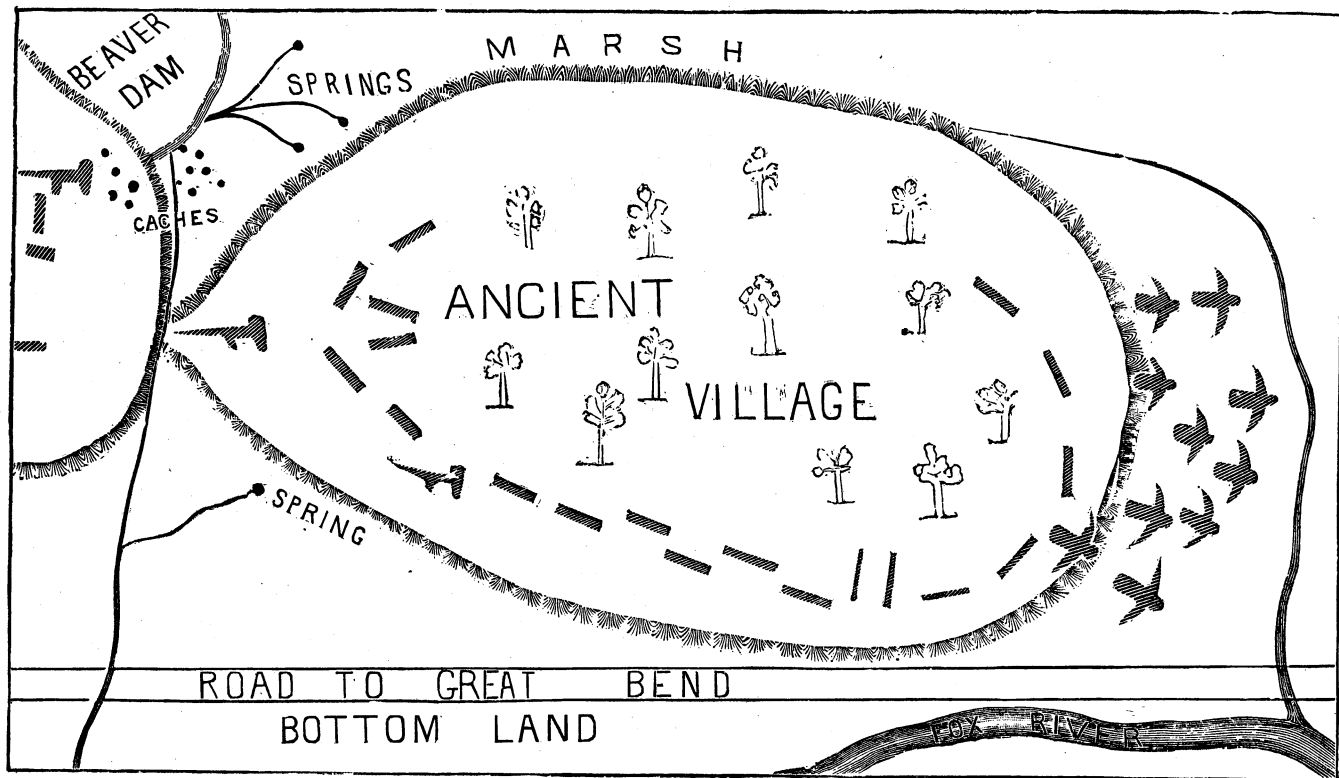 BEAVER
DAM
SPRINGS
MARSH
CACHES
ANCIENT
VILLAGE
SPRING
ROAD TO GREAT BEND
BOTTOM LAND
FOX RIVER